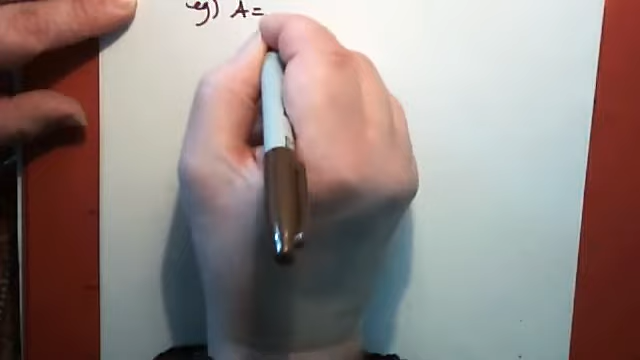 eg) A =